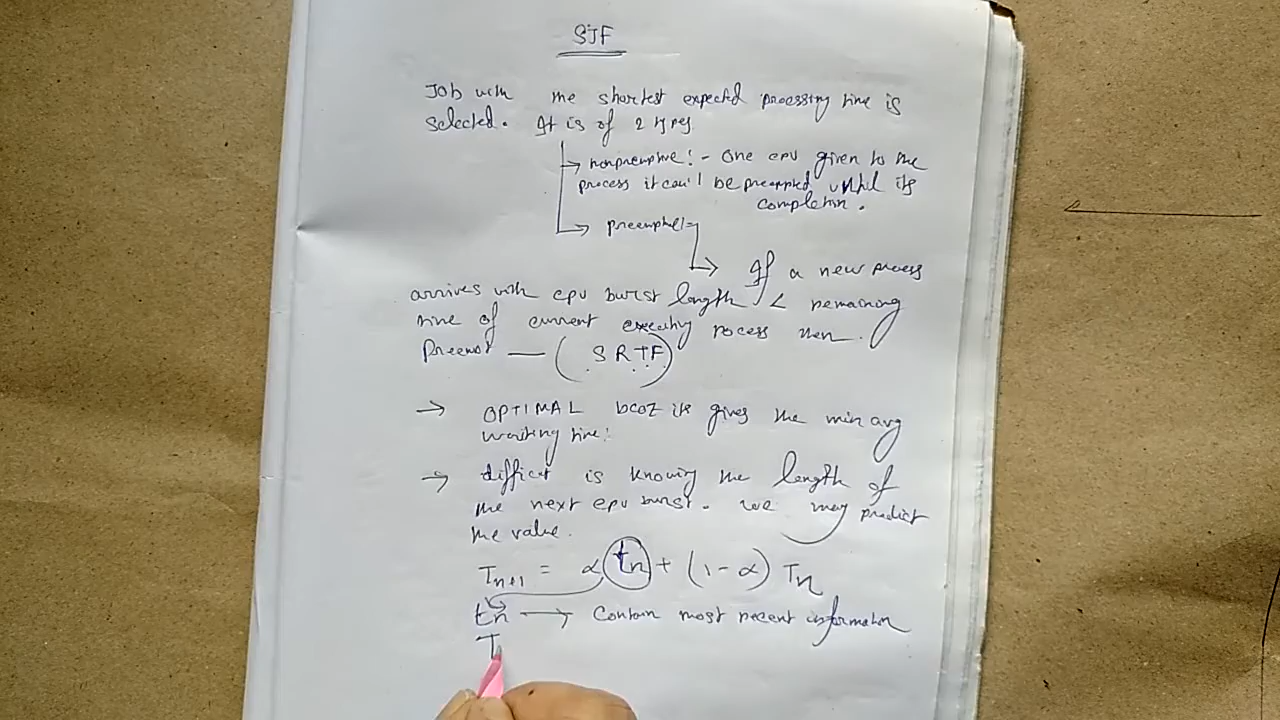 SJF
Job with the shortest expected processing time is
selected. It is of 2 types
→ nonpreemptive :- One cpu given to the
process it can't be preempted until its
completion.
→ preemptive
→ If a new process
arrives with cpu burst length < remaining
time of current executing process then.
Preempt — (SRTF)
→ OPTIMAL bcoz it gives the min avg
waiting time.
→ difficult is knowing the length of
the next cpu burst. we may predict
the value.
Tn+1 = α tn + (1-α) Tn
tn → Contain most recent information
T